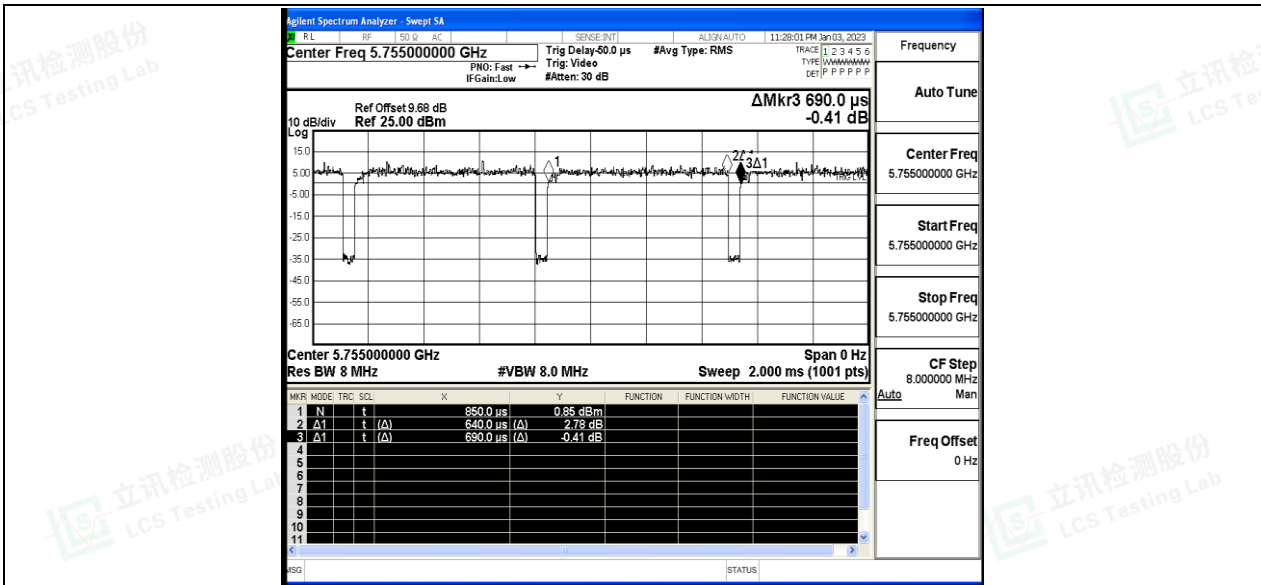 Agilent Spectrum Analyzer - Swept SA
RL RF 50 Ω AC SENSE:INT ALIGNAUTO 11:28:01 PM Jan 03, 2023
Center Freq 5.755000000 GHz
PNO: Fast
IFGain:Low
Trig Delay-50.0 µs
Trig: Video
#Atten: 30 dB
#Avg Type: RMS
TRACE 1 2 3 4 5 6
TYPE
DET P P P P P P
ΔMkr3 690.0 µs
-0.41 dB
Ref Offset 9.68 dB
10 dB/div Ref 25.00 dBm
Log
15.0
5.00
-5.00
-15.0
-25.0
-35.0
-45.0
-55.0
-65.0
1
3Δ1
Center 5.755000000 GHz Span 0 Hz
Res BW 8 MHz #VBW 8.0 MHz Sweep 2.000 ms (1001 pts)
MKR MODE TRC SCL X Y FUNCTION FUNCTION WIDTH FUNCTION VALUE
1 N t 850.0 µs 0.85 dBm
2 Δ1 t (Δ) 640.0 µs (Δ) 2.78 dB
3 Δ1 t (Δ) 690.0 µs (Δ) -0.41 dB
4
5
6
7
8
9
10
11
MSG STATUS
Frequency
Auto Tune
Center Freq
5.755000000 GHz
Start Freq
5.755000000 GHz
Stop Freq
5.755000000 GHz
CF Step
8.000000 MHz
Auto Man
Freq Offset
0 Hz
讯检测股份
LCS Testing Lab
立讯检
LCS Te
立讯检测股份
LCS Testing La
立讯检测股份
LCS Testing Lab